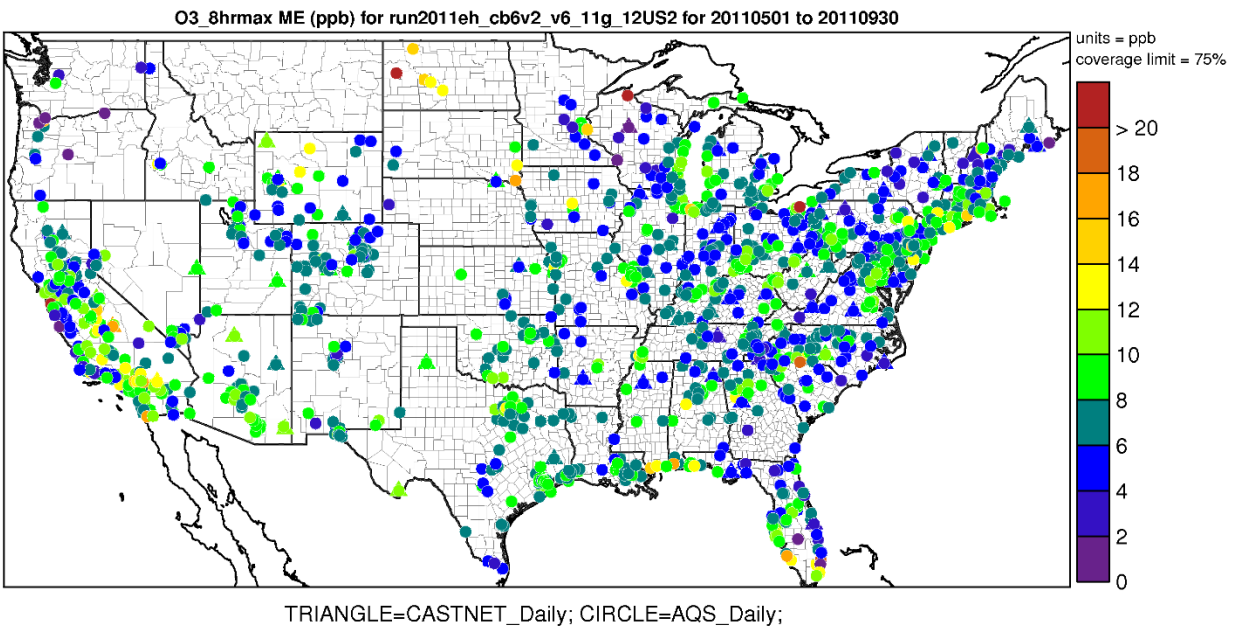 O3_8hrmax ME (ppb) for run2011eh_cb6v2_v6_11g_12US2 for 20110501 to 20110930
units = ppb
coverage limit = 75%
> 20
18
16
14
12
10
8
6
4
2
0
TRIANGLE=CASTNET_Daily; CIRCLE=AQS_Daily;